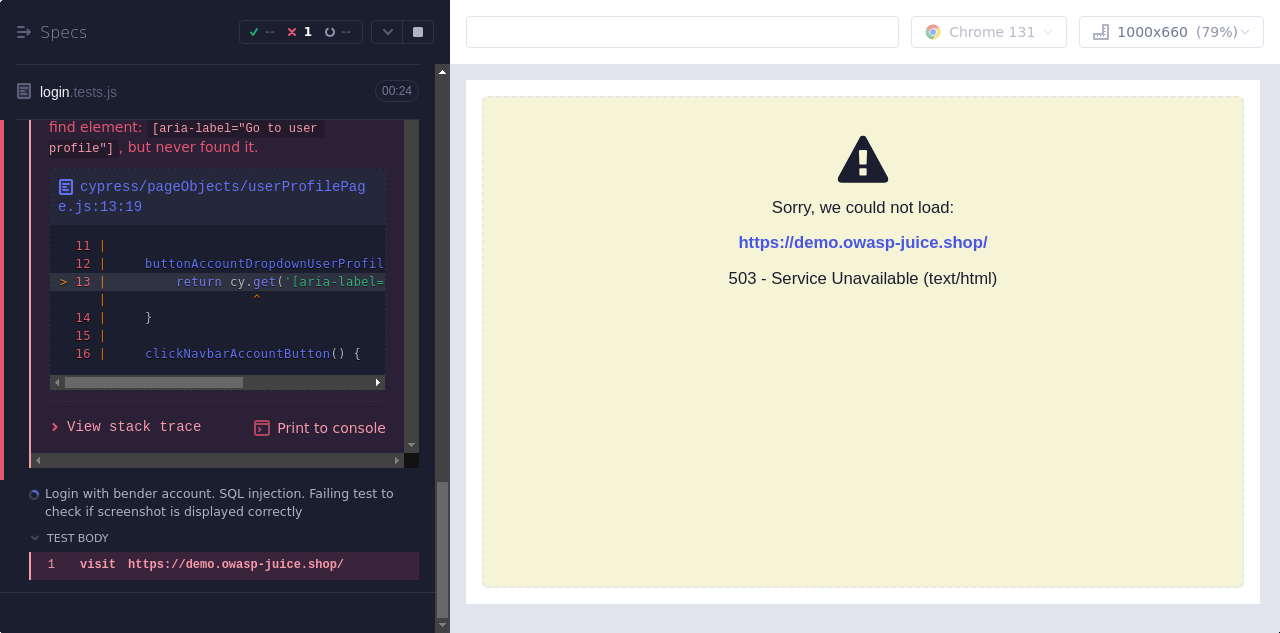 Specs
-- 1 --
Chrome 131
1000x660 (79%)
login.tests.js
00:24
find element: [aria-label="Go to user
profile"], but never found it.
cypress/pageObjects/userProfilePag
e.js:13:19
11 |
12 | buttonAccountDropdownUserProfil
> 13 | return cy.get('[aria-label=
| ^
14 | }
15 |
16 | clickNavbarAccountButton() {
View stack trace
Print to console
Login with bender account. SQL injection. Failing test to
check if screenshot is displayed correctly
TEST BODY
1 visit https://demo.owasp-juice.shop/
Sorry, we could not load:
https://demo.owasp-juice.shop/
503 - Service Unavailable (text/html)